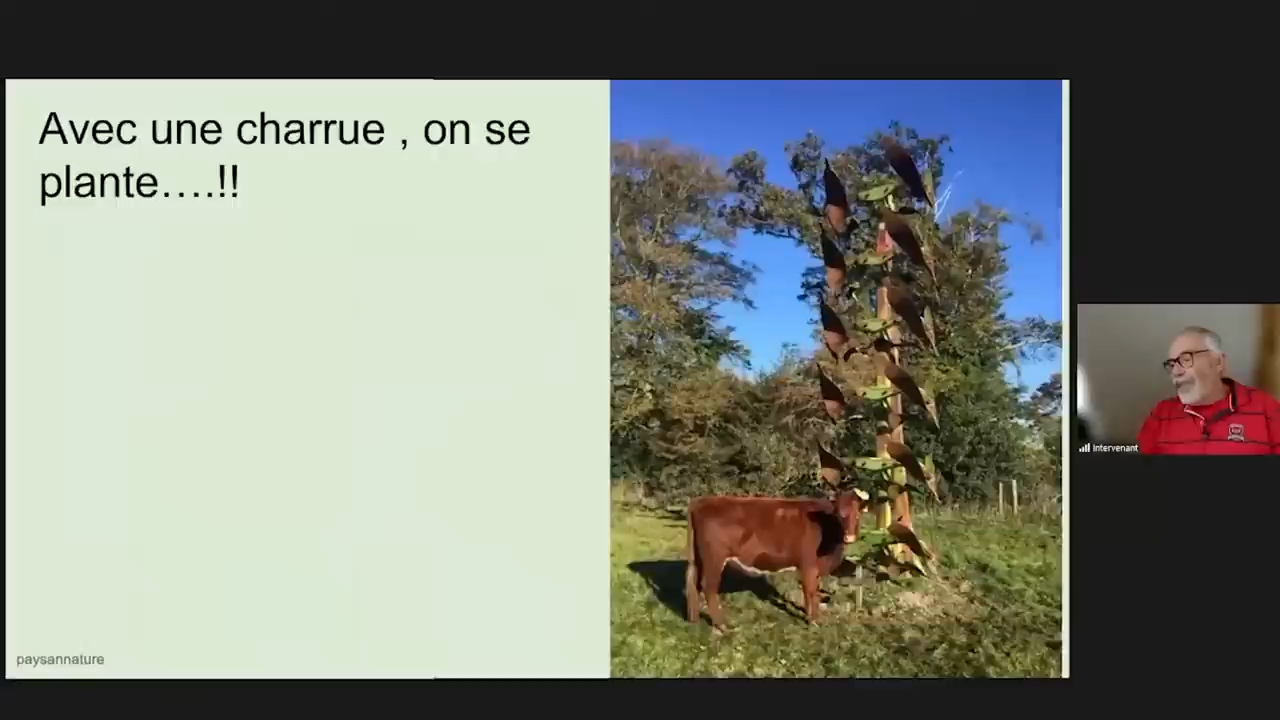 Avec une charrue , on se
plante….!!
paysannature
Intervenant